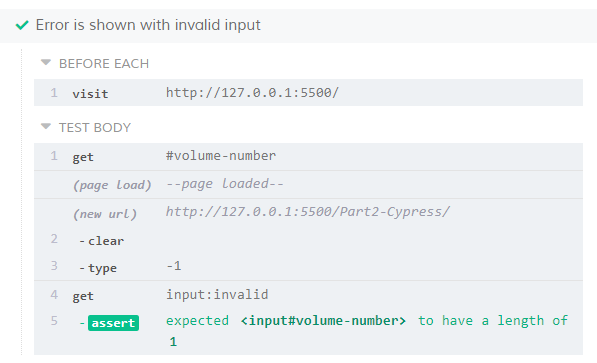 Error is shown with invalid input
BEFORE EACH
1 visit http://127.0.0.1:5500/
TEST BODY
1 get #volume-number
(page load) --page loaded--
(new url) http://127.0.0.1:5500/Part2-Cypress/
2 -clear
3 -type -1
4 get input:invalid
5 -assert expected <input#volume-number> to have a length of
1